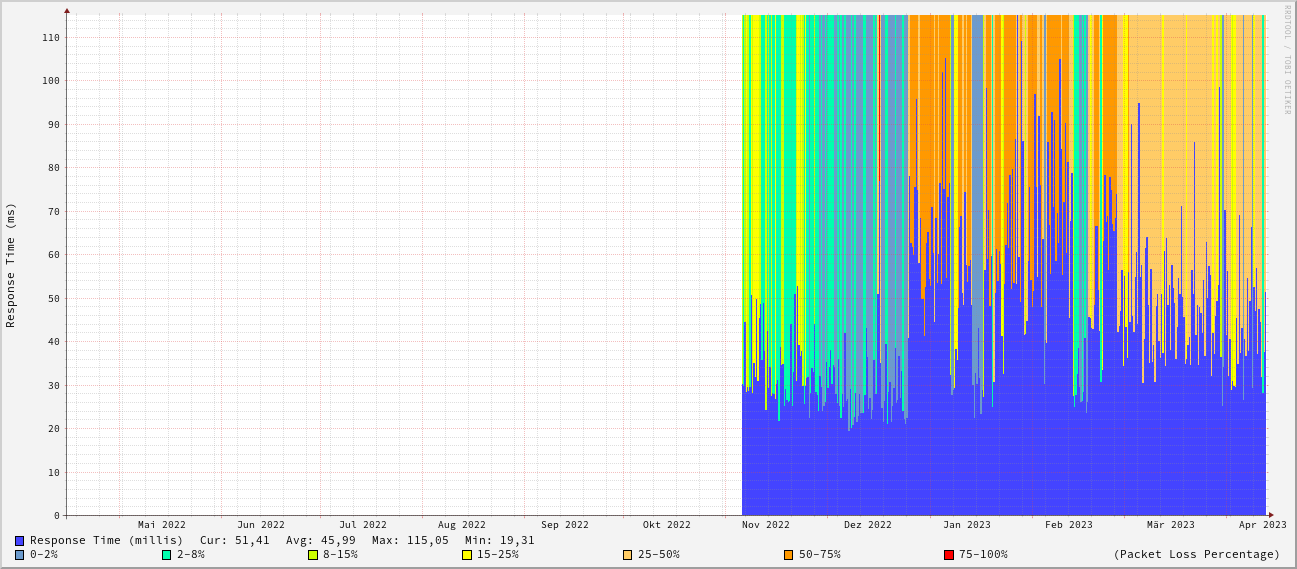 RRDTOOL / TOBI OETIKER
Response Time (ms)
110
100
90
80
70
60
50
40
30
20
10
0
Mai 2022 Jun 2022 Jul 2022 Aug 2022 Sep 2022 Okt 2022 Nov 2022 Dez 2022 Jan 2023 Feb 2023 Mär 2023 Apr 2023
Response Time (millis) Cur: 51,41 Avg: 45,99 Max: 115,05 Min: 19,31
0-2% 2-8% 8-15% 15-25% 25-50% 50-75% 75-100% (Packet Loss Percentage)